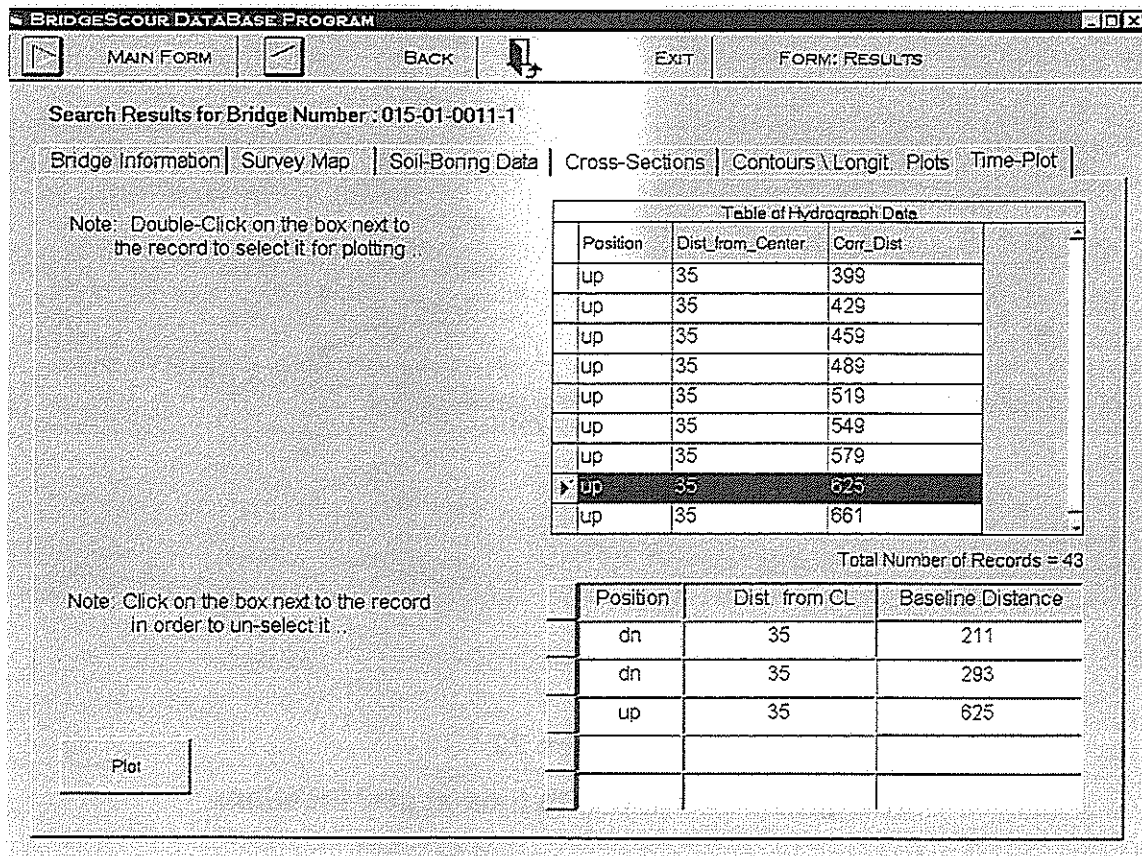 BRIDGESCOUR DATABASE PROGRAM
MAIN FORM BACK EXIT FORM: RESULTS
Search Results for Bridge Number : 015-01-0011-1
Bridge Information Survey Map Soil-Boring Data Cross-Sections Contours \ Longit Plots Time-Plot
Note: Double-Click on the box next to
the record to select it for plotting ..
Table of Hydrograph Data
Position Dist_from_Center Corr_Dist
up 35 399
up 35 429
up 35 459
up 35 489
up 35 519
up 35 549
up 35 579
up 35 625
up 35 661
Total Number of Records = 43
Note: Click on the box next to the record
in order to un-select it ..
Position Dist from CL Baseline Distance
dn 35 211
dn 35 293
up 35 625
Plot